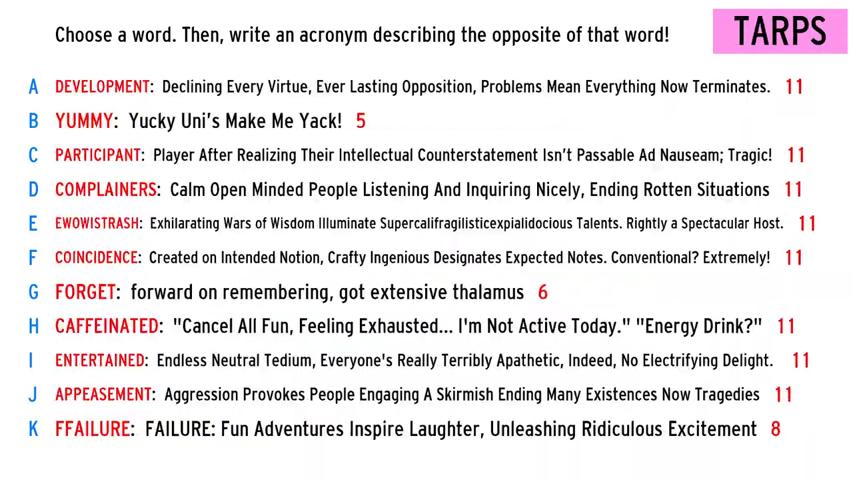 Choose a word. Then, write an acronym describing the opposite of that word!
TARPS
A DEVELOPMENT: Declining Every Virtue, Ever Lasting Opposition, Problems Mean Everything Now Terminates. 11
B YUMMY: Yucky Uni's Make Me Yack! 5
C PARTICIPANT: Player After Realizing Their Intellectual Counterstatement Isn't Passable Ad Nauseam; Tragic! 11
D COMPLAINERS: Calm Open Minded People Listening And Inquiring Nicely, Ending Rotten Situations 11
E EWOWISTRASH: Exhilarating Wars of Wisdom Illuminate Supercalifragilisticexpialidocious Talents. Rightly a Spectacular Host. 11
F COINCIDENCE: Created on Intended Notion, Crafty Ingenious Designates Expected Notes. Conventional? Extremely! 11
G FORGET: forward on remembering, got extensive thalamus 6
H CAFFEINATED: "Cancel All Fun, Feeling Exhausted... I'm Not Active Today." "Energy Drink?" 11
I ENTERTAINED: Endless Neutral Tedium, Everyone's Really Terribly Apathetic, Indeed, No Electrifying Delight. 11
J APPEASEMENT: Aggression Provokes People Engaging A Skirmish Ending Many Existences Now Tragedies 11
K FFAILURE: FAILURE: Fun Adventures Inspire Laughter, Unleashing Ridiculous Excitement 8